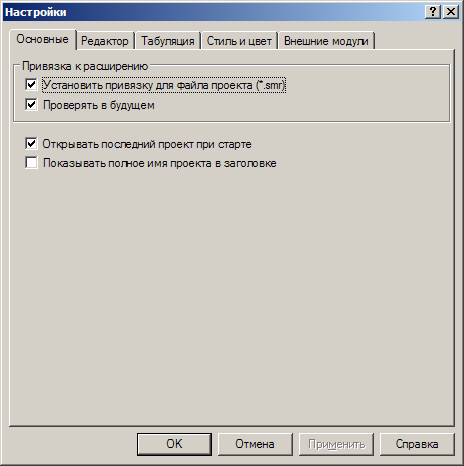 Настройки
Основные Редактор Табуляция Стиль и цвет Внешние модули
Привязка к расширению
Установить привязку для файла проекта (*.smr)
Проверять в будущем
Открывать последний проект при старте
Показывать полное имя проекта в заголовке
OK Отмена Применить Справка